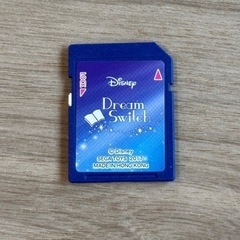 Disney
Dream
Switch
© Disney
SEGA TOYS 2017
MADE IN HONG KONG